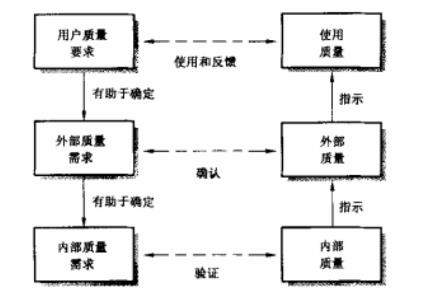 用户质量
要求
使用
质量
使用和反馈
有助于确定
指示
外部质量
需求
外部
质量
确认
有助于确定
指示
内部质量
需求
内部
质量
验证